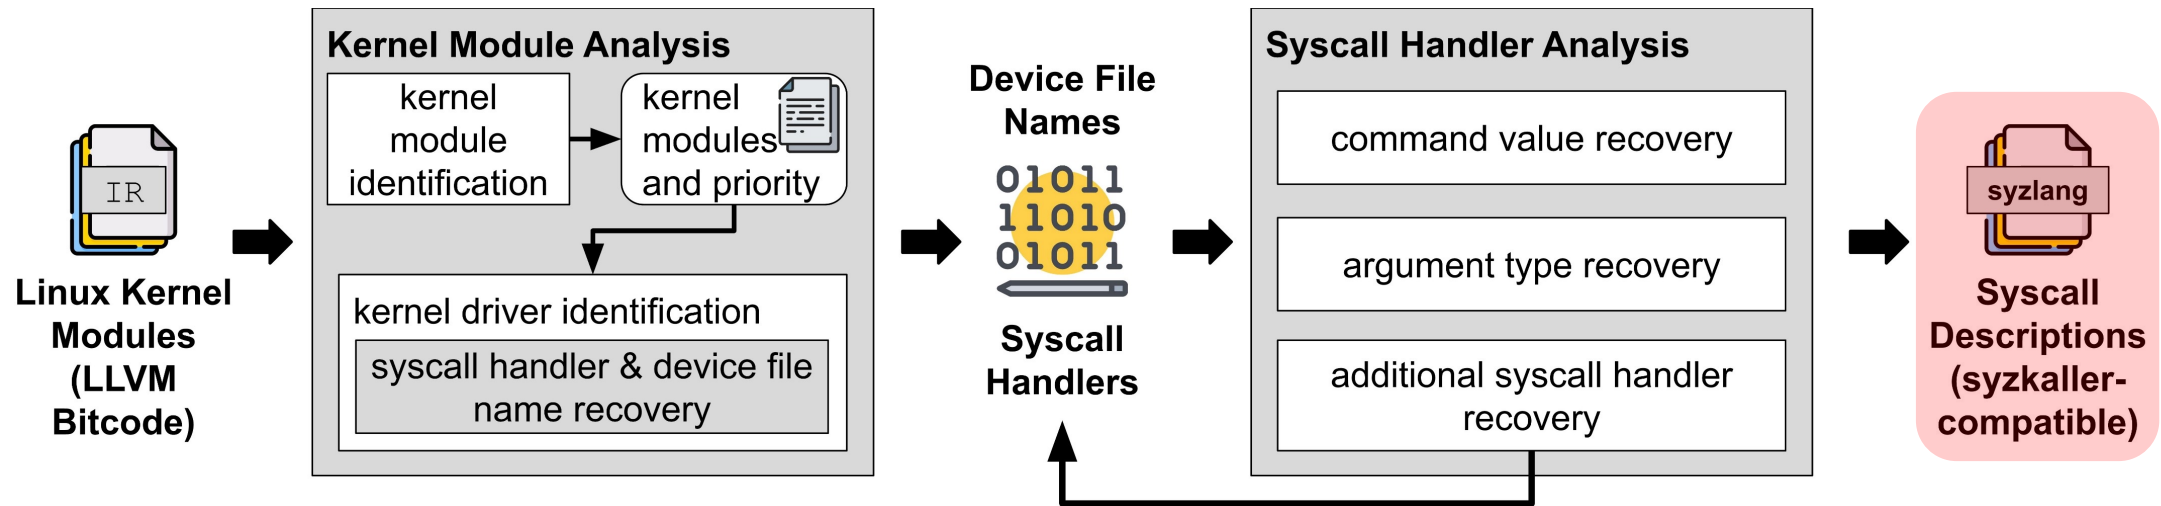 IR
Linux Kernel
Modules
(LLVM
Bitcode)
Kernel Module Analysis
kernel
module
identification
kernel
modules
and priority
kernel driver identification
syscall handler & device file
name recovery
Device File
Names
01011
11010
01011
Syscall
Handlers
Syscall Handler Analysis
command value recovery
argument type recovery
additional syscall handler
recovery
syzlang
Syscall
Descriptions
(syzkaller-
compatible)